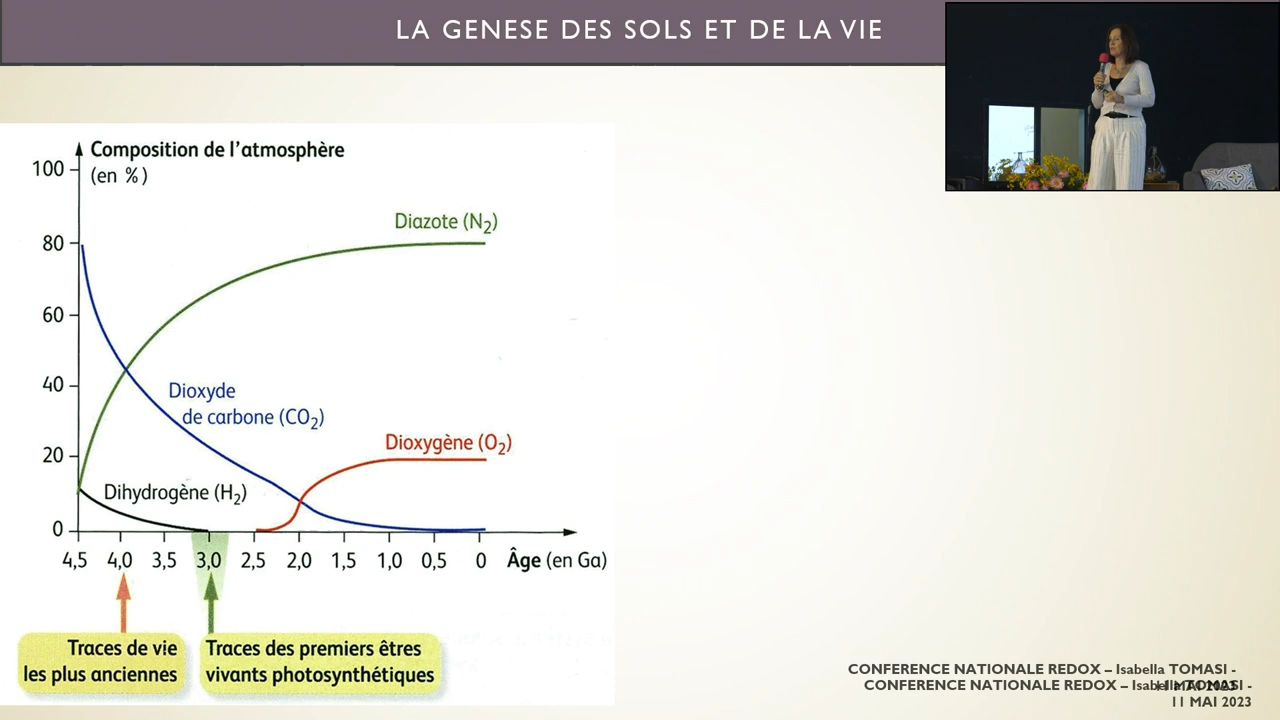 LA GENESE DES SOLS ET DE LA VIE
Composition de l'atmosphère
(en %)
100
80
60
40
20
0
Diazote (N2)
Dioxyde
de carbone (CO2)
Dioxygène (O2)
Dihydrogène (H2)
4,5 4,0 3,5 3,0 2,5 2,0 1,5 1,0 0,5 0 Âge (en Ga)
Traces de vie
les plus anciennes
Traces des premiers êtres
vivants photosynthétiques
CONFERENCE NATIONALE REDOX – Isabella TOMASI -
11 MAI 2023
CONFERENCE NATIONALE REDOX – Isabella TOMASI -
11 MAI 2023